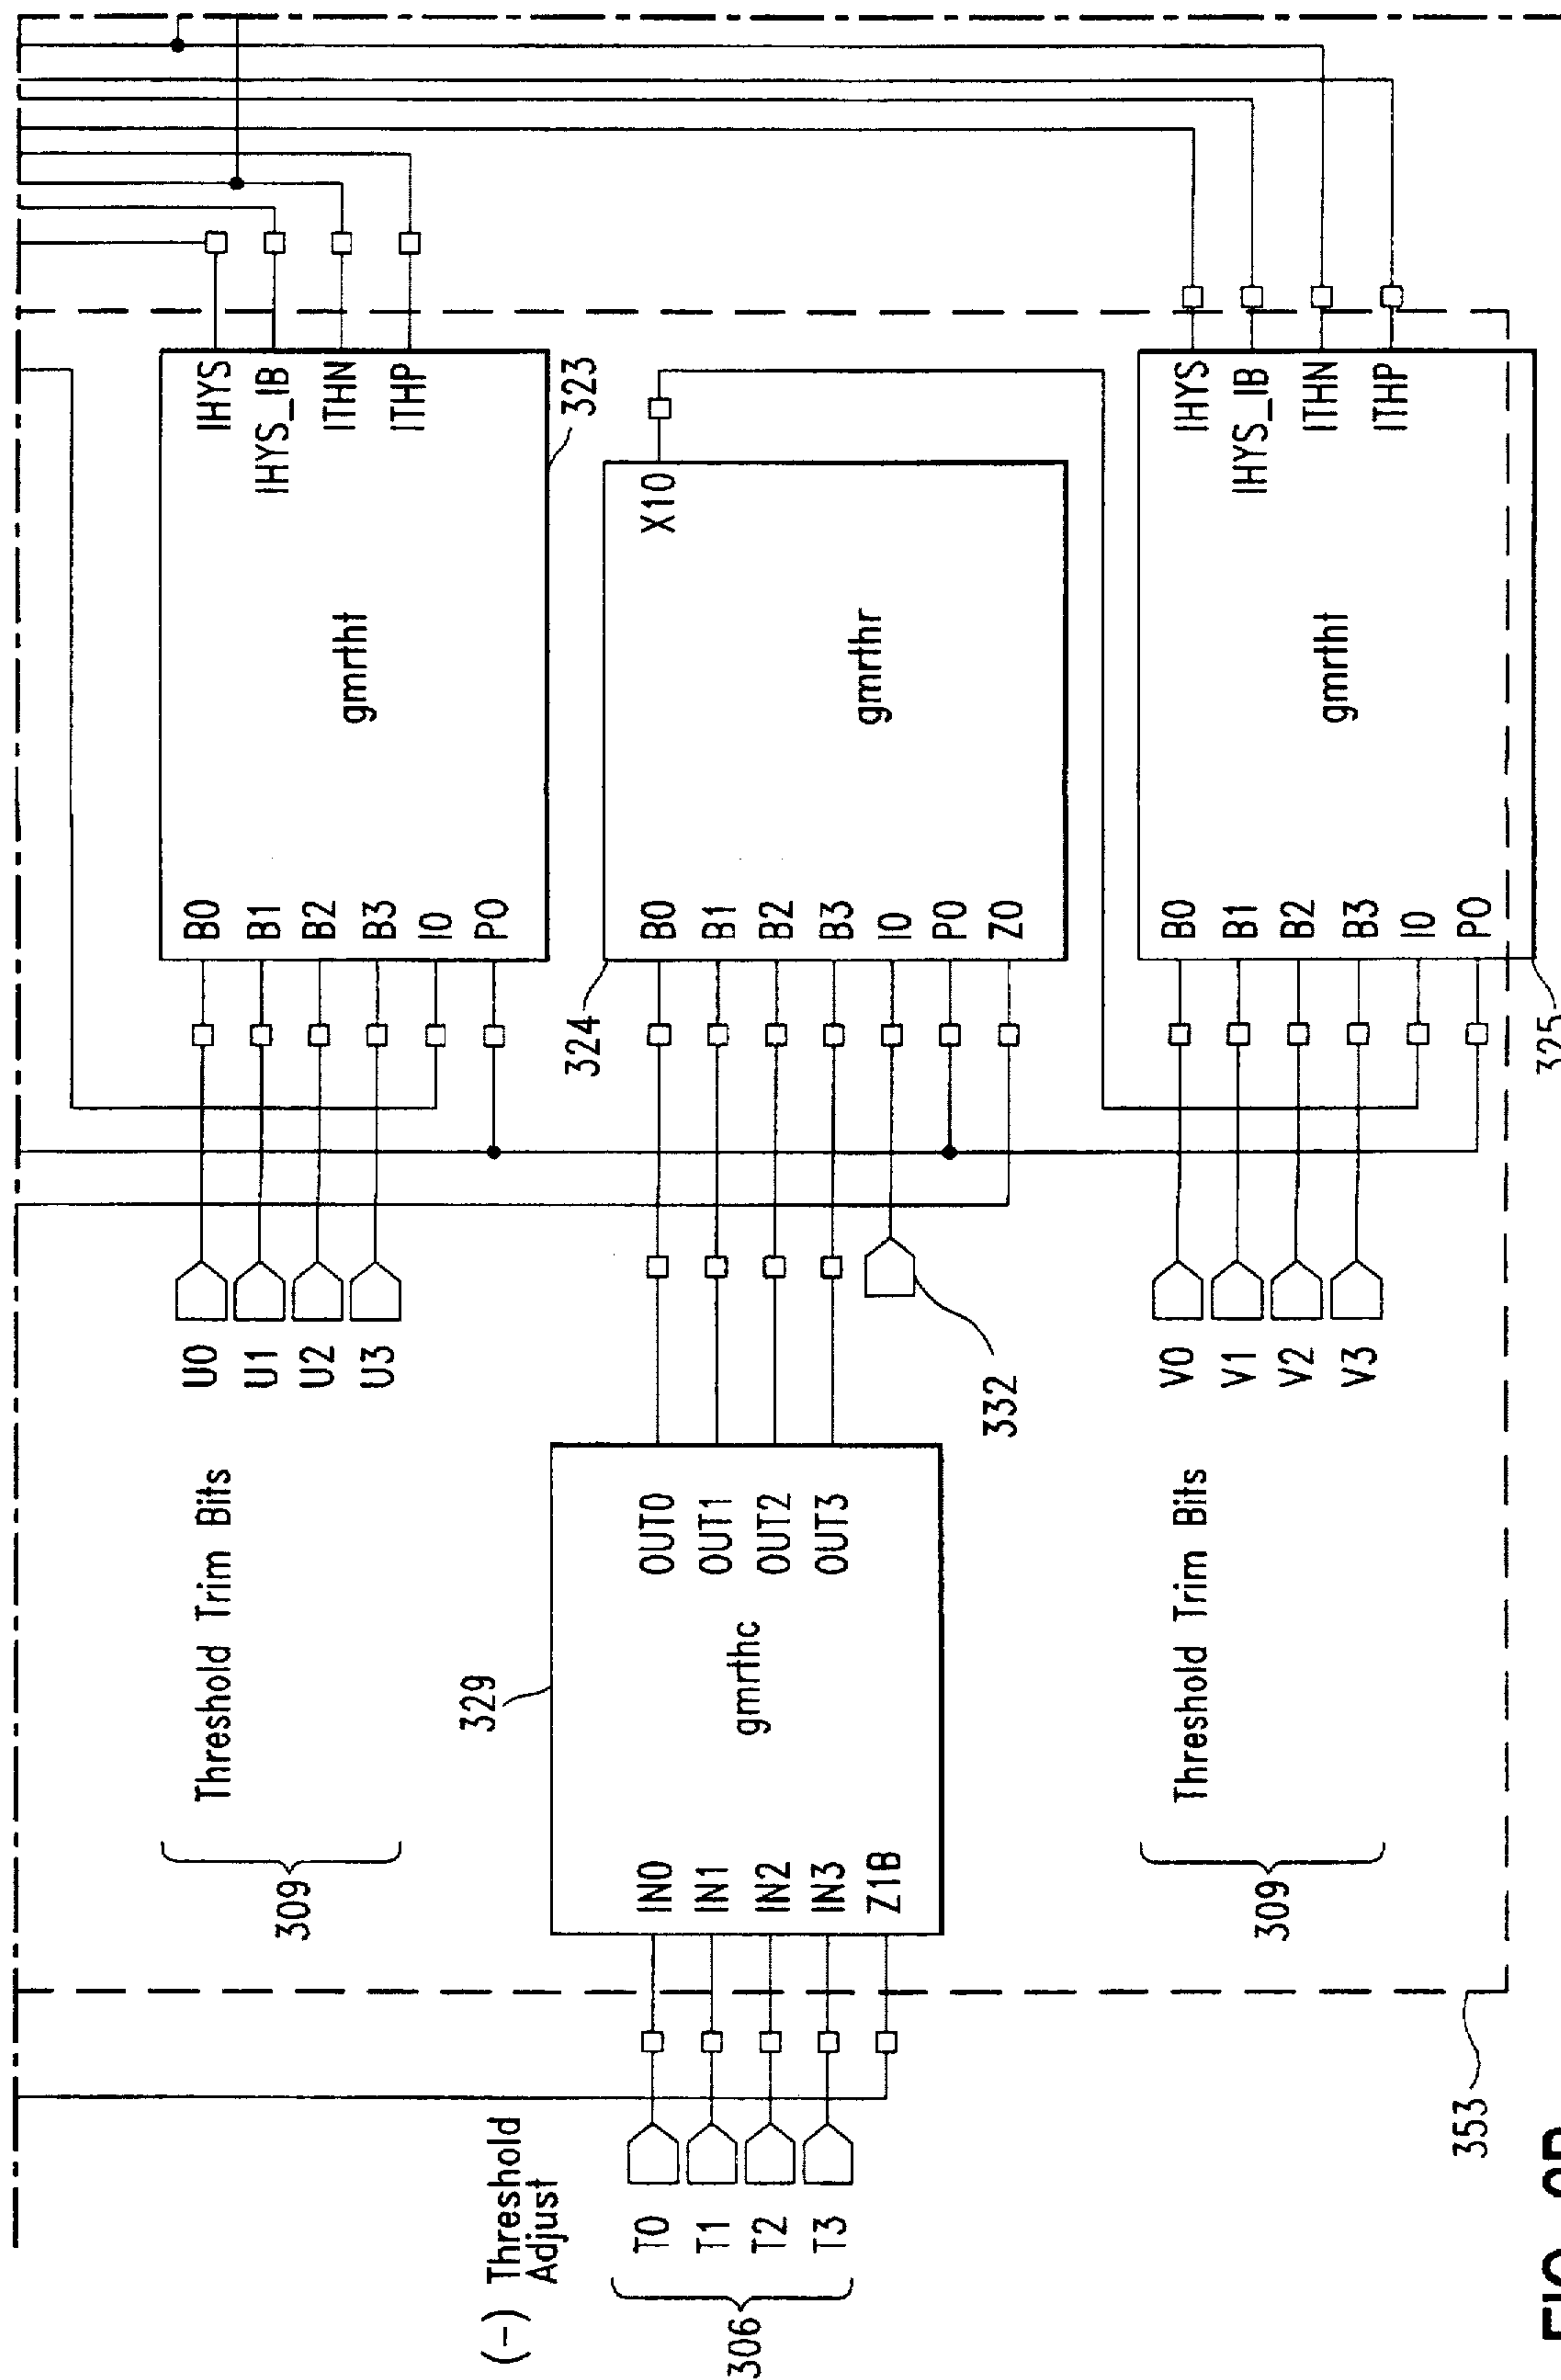 (-) Threshold
Adjust
306
T0
T1
T2
T3
353
309
Threshold Trim Bits
U0
U1
U2
U3
329
IN0
IN1
IN2
IN3
Z1B
gmrthc
OUT0
OUT1
OUT2
OUT3
332
309
Threshold Trim Bits
V0
V1
V2
V3
B0
B1
B2
B3
I0
P0
gmrtht
IHYS
IHYS_IB
ITHN
ITHP
323
324
B0
B1
B2
B3
I0
P0
Z0
gmrthr
X10
B0
B1
B2
B3
I0
P0
gmrtht
IHYS
IHYS_IB
ITHN
ITHP
325
FIG.